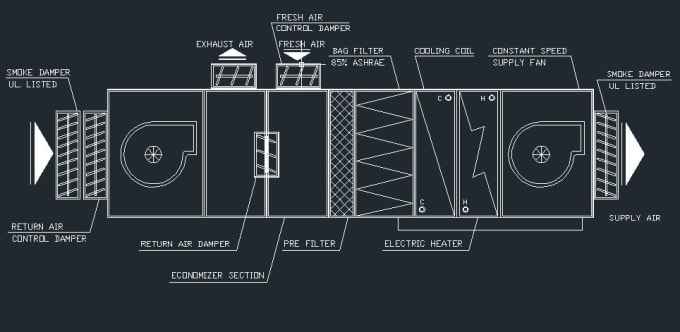 FRESH AIR
CONTROL DAMPER
EXHAUST AIR
FRESH AIR
BAG FILTER
85% ASHRAE
COOLING COIL
CONSTANT SPEED
SUPPLY FAN
SMOKE DAMPER
UL LISTED
SMOKE DAMPER
UL LISTED
C
H
C
H
RETURN AIR
CONTROL DAMPER
SUPPLY AIR
RETURN AIR DAMPER
PRE FILTER
ELECTRIC HEATER
ECONOMIZER SECTION